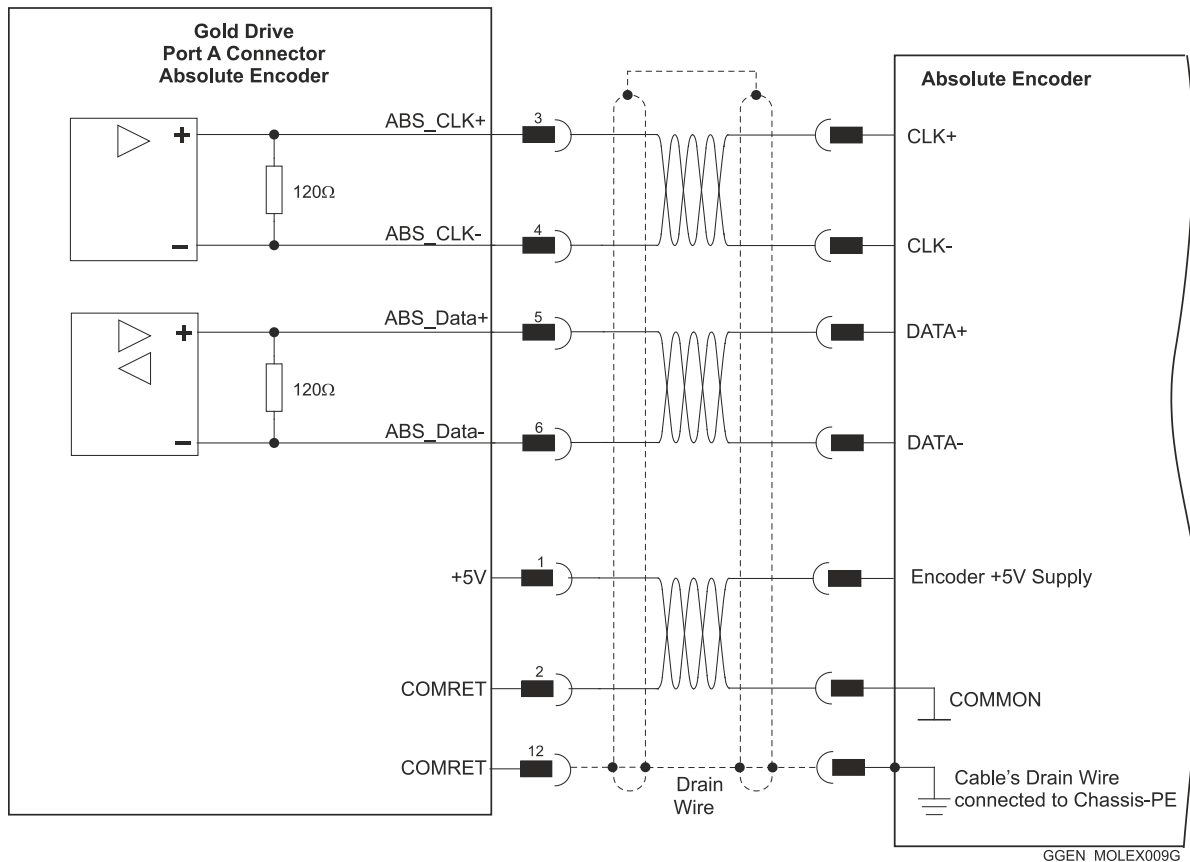 Gold Drive
Port A Connector
Absolute Encoder
Absolute Encoder
ABS_CLK+
3
CLK+
+
120Ω
ABS_CLK-
4
CLK-
−
ABS_Data+
5
DATA+
+
120Ω
ABS_Data-
6
DATA-
−
+5V
1
Encoder +5V Supply
COMRET
2
COMMON
COMRET
12
Drain
Wire
Cable's Drain Wire
connected to Chassis-PE
GGEN_MOLEX009G